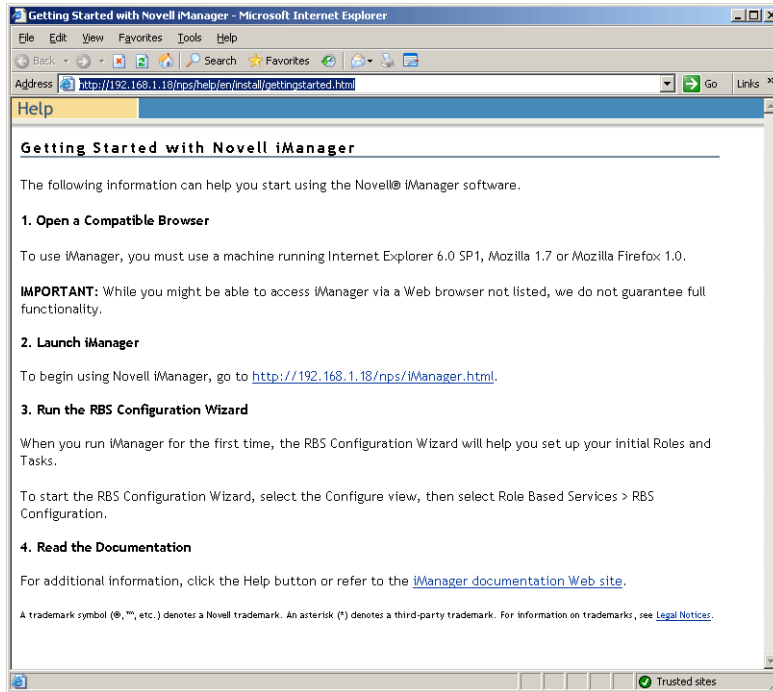 Getting Started with Novell iManager - Microsoft Internet Explorer
File Edit View Favorites Tools Help
Back Search Favorites
Address http://192.168.1.18/nps/help/en/install/gettingstarted.html Go Links »
Help
Getting Started with Novell iManager
The following information can help you start using the Novell® iManager software.
1. Open a Compatible Browser
To use iManager, you must use a machine running Internet Explorer 6.0 SP1, Mozilla 1.7 or Mozilla Firefox 1.0.
IMPORTANT: While you might be able to access iManager via a Web browser not listed, we do not guarantee full
functionality.
2. Launch iManager
To begin using Novell iManager, go to http://192.168.1.18/nps/iManager.html.
3. Run the RBS Configuration Wizard
When you run iManager for the first time, the RBS Configuration Wizard will help you set up your initial Roles and
Tasks.
To start the RBS Configuration Wizard, select the Configure view, then select Role Based Services > RBS
Configuration.
4. Read the Documentation
For additional information, click the Help button or refer to the iManager documentation Web site.
A trademark symbol (®, ™, etc.) denotes a Novell trademark. An asterisk (*) denotes a third-party trademark. For information on trademarks, see Legal Notices.
Trusted sites